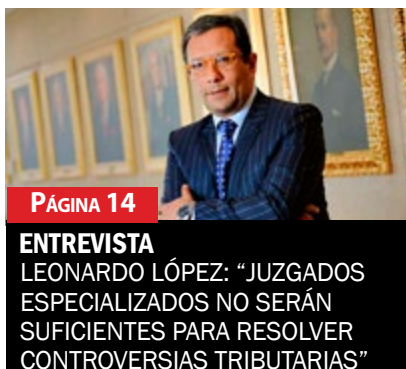 PÁGINA 14
ENTREVISTA
LEONARDO LÓPEZ: “JUZGADOS
ESPECIALIZADOS NO SERÁN
SUFICIENTES PARA RESOLVER
CONTROVERSIAS TRIBUTARIAS”